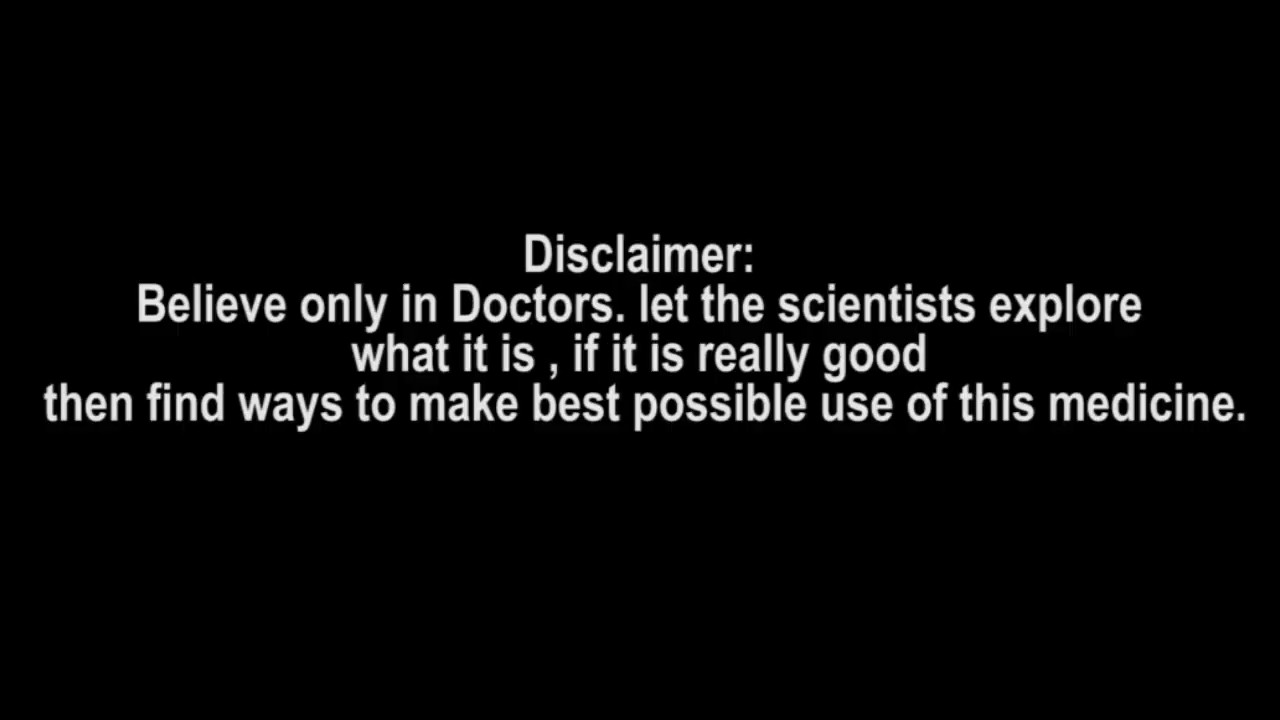 Disclaimer:
Believe only in Doctors. let the scientists explore
what it is , if it is really good
then find ways to make best possible use of this medicine.